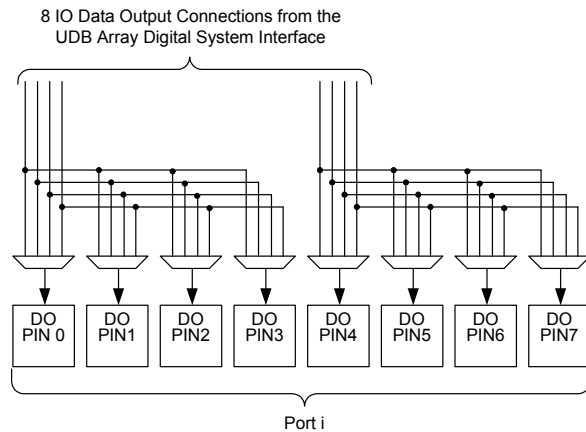 8 IO Data Output Connections from the
UDB Array Digital System Interface
DO
PIN 0
DO
PIN1
DO
PIN2
DO
PIN3
DO
PIN4
DO
PIN5
DO
PIN6
DO
PIN7
Port i